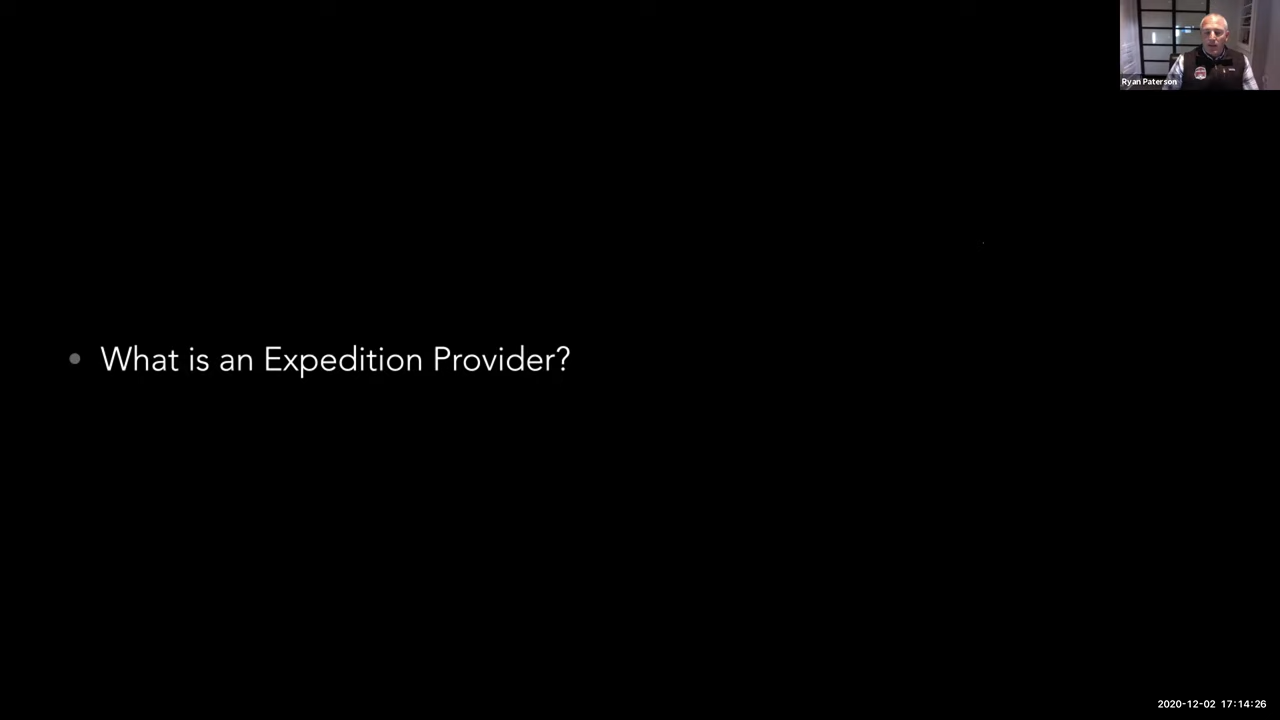 Ryan Paterson
• What is an Expedition Provider?
2020-12-02 17:14:26